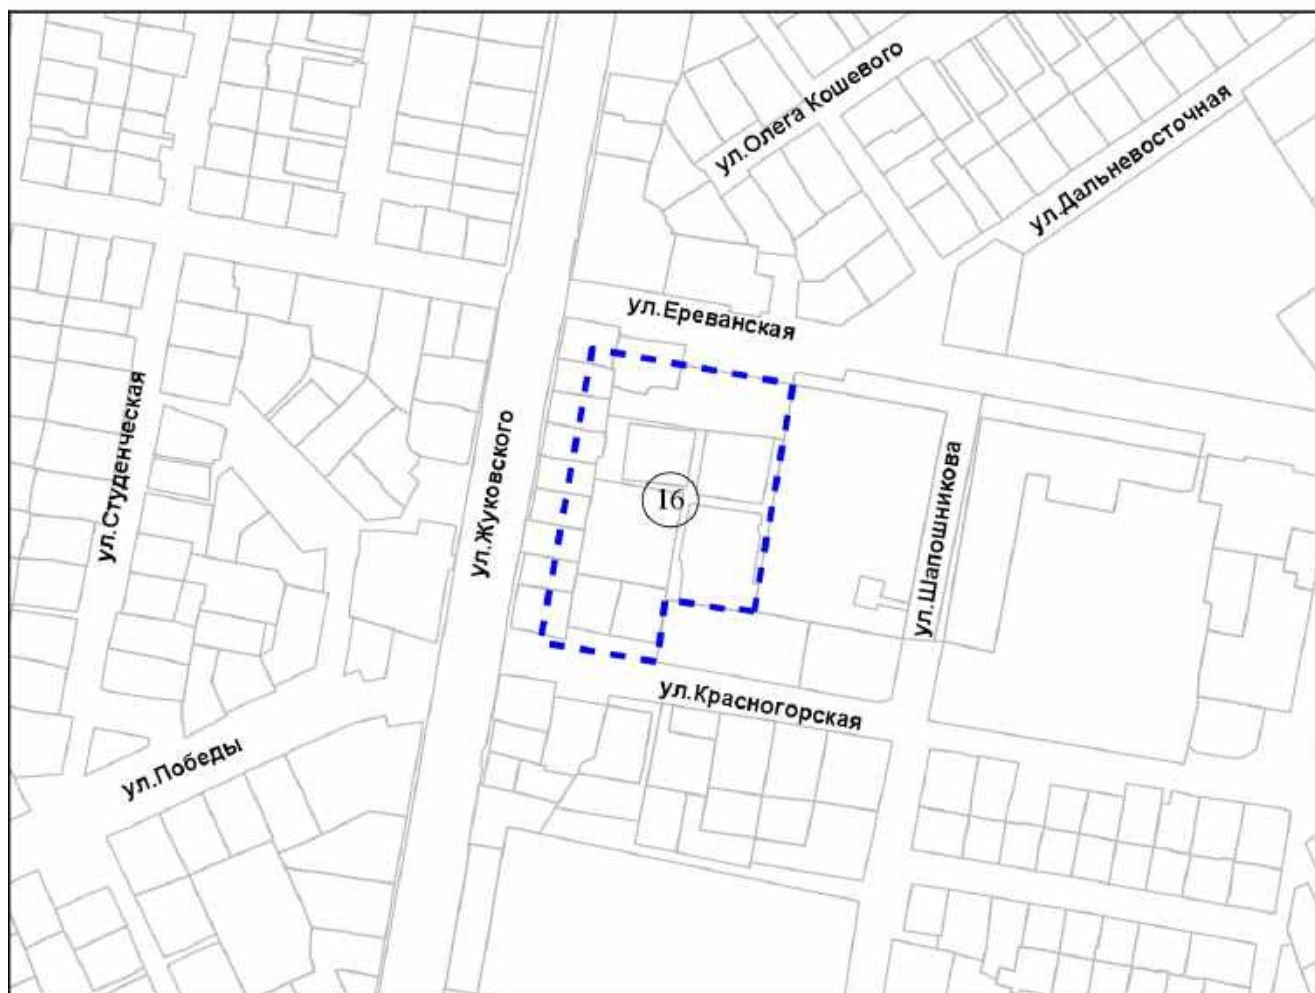 ул.Олега Кошевого
ул.Дальневосточная
ул.Ереванская
ул.Студенческая
ул.Жуковского
16
ул.Шапошникова
ул.Красногорская
ул.Победы